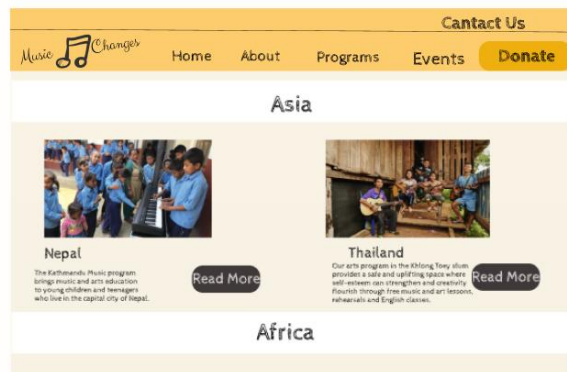 Cantact Us
Music Changes
Home About Programs Events Donate
Asia
Nepal
The Kathmandu Music program
brings music and arts education
to young children and teenagers
who live in the capital city of Nepal.
Read More
Thailand
Our arts program in the Khlong Toey slum
provides a safe and uplifting space where
self-esteem can strengthen and creativity
flourish through free music and art lessons,
rehearsals and English classes.
Read More
Africa